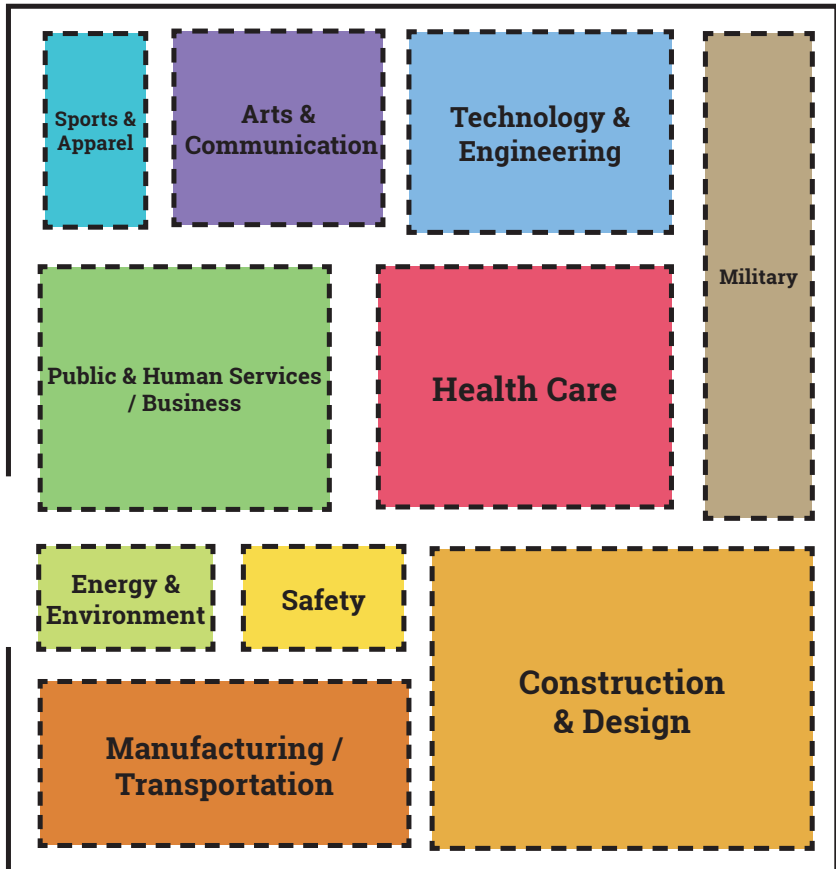 Sports &
Apparel
Arts &
Communication
Technology &
Engineering
Military
Public & Human Services
/ Business
Health Care
Energy &
Environment
Safety
Construction
& Design
Manufacturing /
Transportation